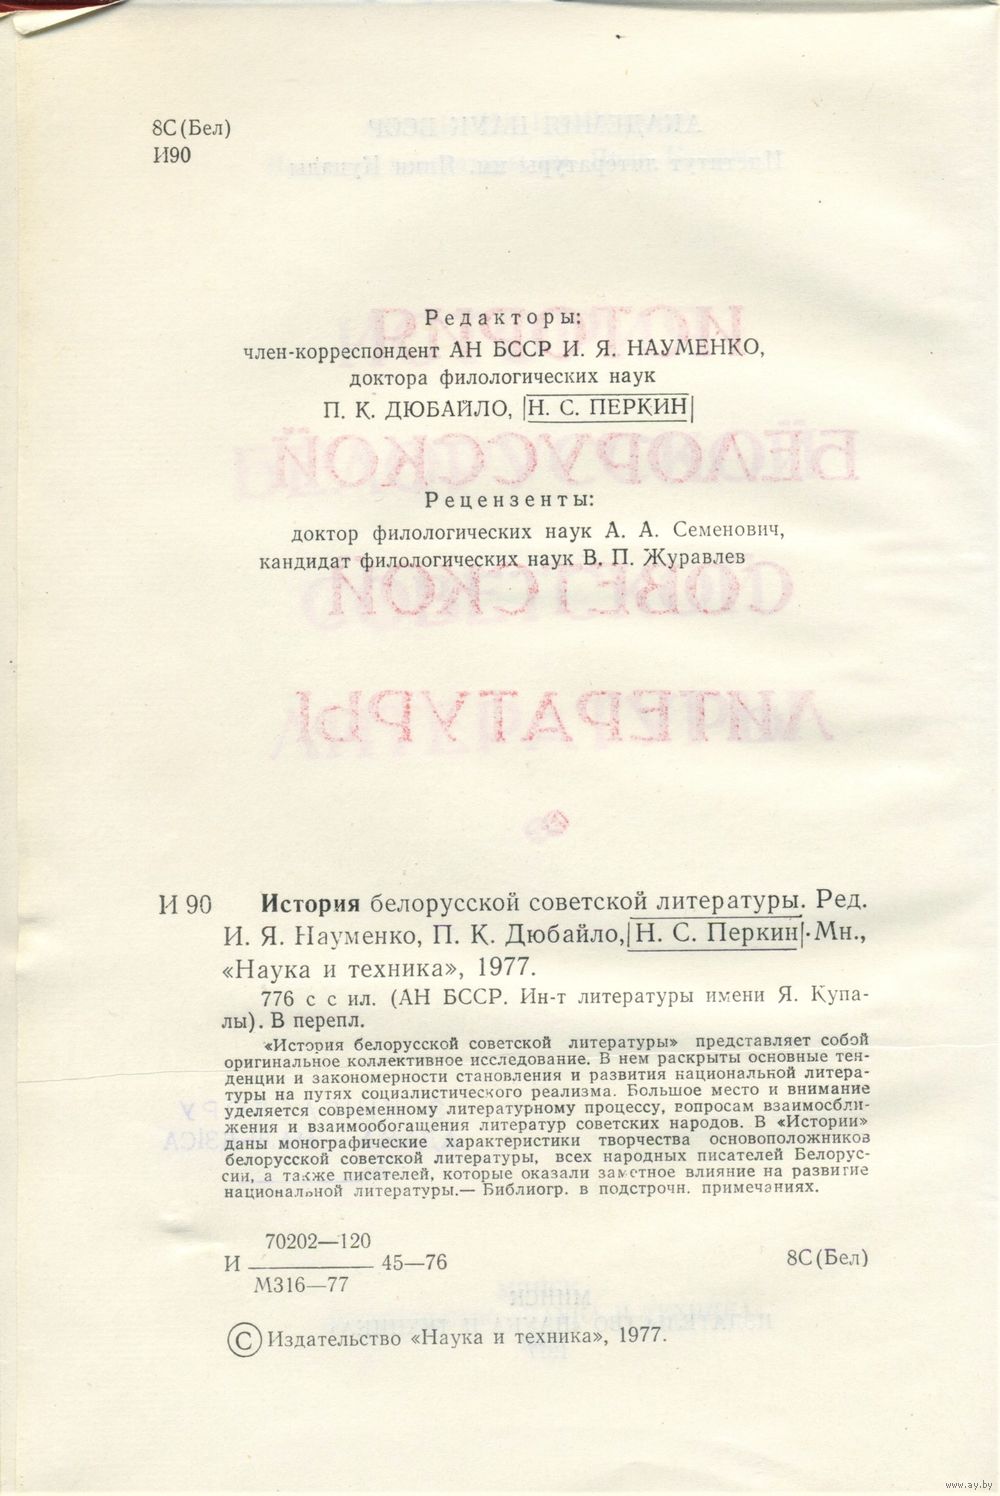 8С(Бел)
И90
Редакторы:
член-корреспондент АН БССР И. Я. НАУМЕНКО,
доктора филологических наук
П. К. ДЮБАЙЛО, Н. С. ПЕРКИН
Рецензенты:
доктор филологических наук А. А. Семенович,
кандидат филологических наук В. П. Журавлев
И 90 История белорусской советской литературы. Ред.
И. Я. Науменко, П. К. Дюбайло, Н. С. Перкин. Мн.,
«Наука и техника», 1977.
776 с с ил. (АН БССР. Ин-т литературы имени Я. Купа-
лы). В перепл.
«История белорусской советской литературы» представляет собой
оригинальное коллективное исследование. В нем раскрыты основные тен-
денции и закономерности становления и развития национальной литера-
туры на путях социалистического реализма. Большое место и внимание
уделяется современному литературному процессу, вопросам взаимосбли-
жения и взаимообогащения литератур советских народов. В «Истории»
даны монографические характеристики творчества основоположников
белорусской советской литературы, всех народных писателей Белорус-
сии, а также писателей, которые оказали заметное влияние на развитие
национальной литературы.— Библиогр. в подстрочн. примечаниях.
70202—120
И 45—76 8С(Бел)
М316—77
© Издательство «Наука и техника», 1977.
www.ay.by